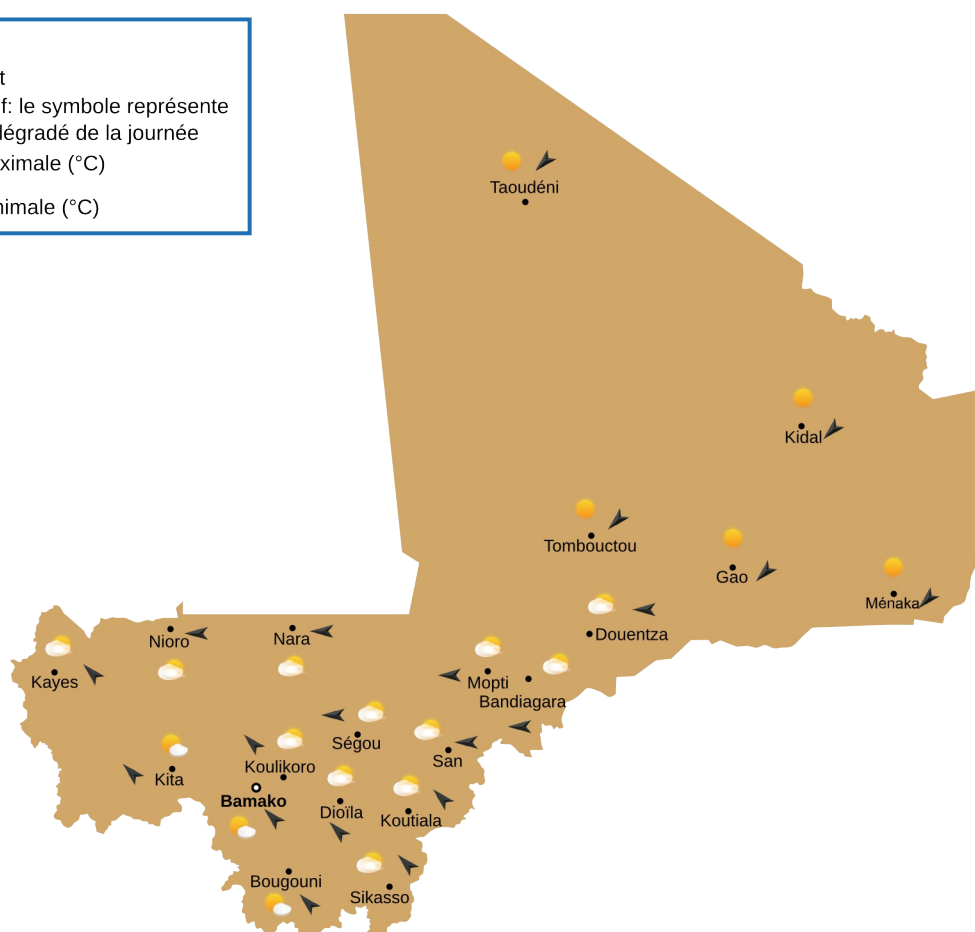 t
f: le symbole représente
dégradé de la journée
ximale (°C)
nimale (°C)
Taoudéni
Kidal
Tombouctou
Gao
Ménaka
Douentza
Nioro
Nara
Kayes
Mopti
Bandiagara
Ségou
San
Koulikoro
Kita
Bamako
Dioïla
Koutiala
Bougouni
Sikasso